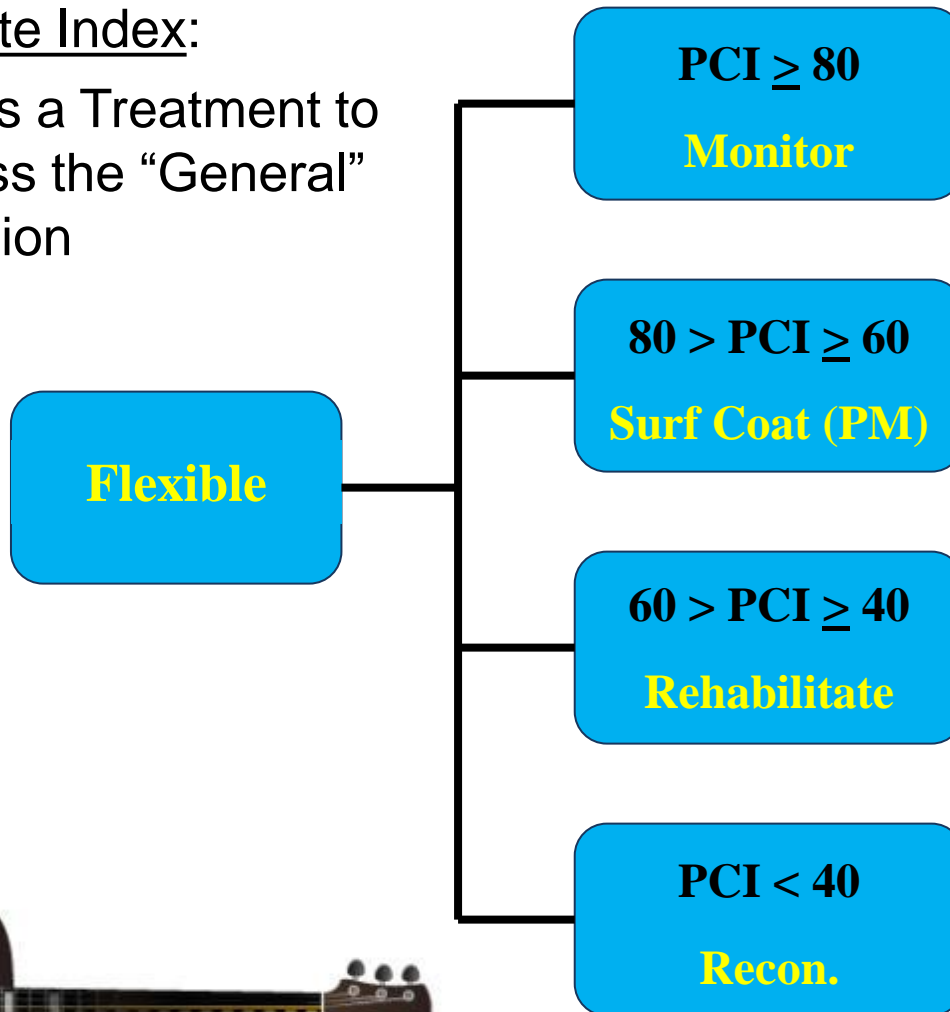 te Index:
s a Treatment to
ss the “General”
ion
Flexible
PCI ≥ 80
Monitor
80 > PCI ≥ 60
Surf Coat (PM)
60 > PCI ≥ 40
Rehabilitate
PCI < 40
Recon.